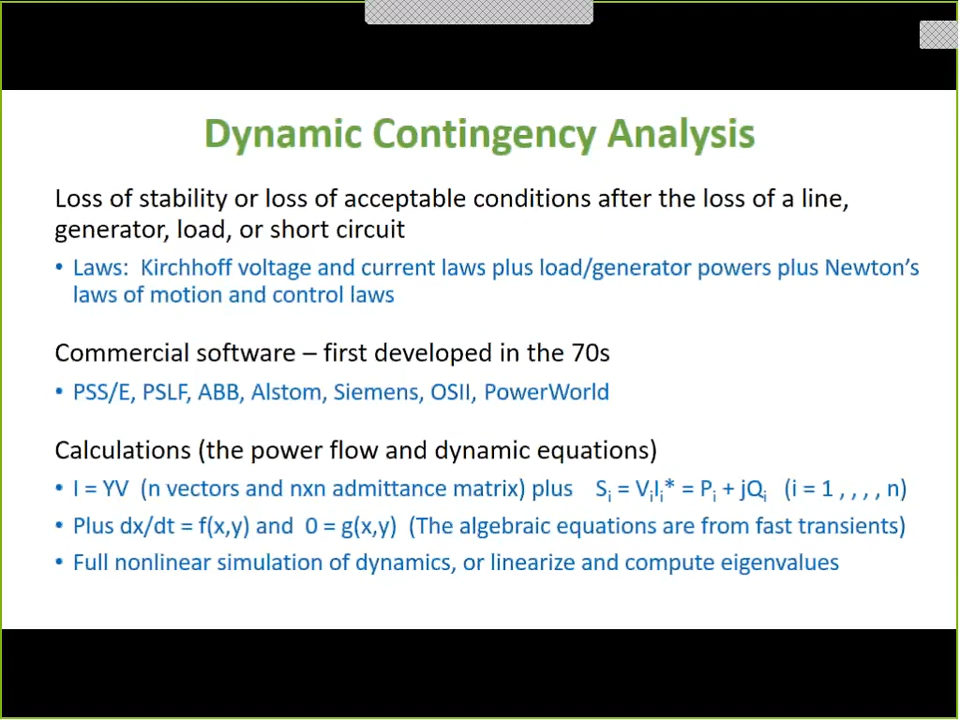 Dynamic Contingency Analysis
Loss of stability or loss of acceptable conditions after the loss of a line,
generator, load, or short circuit
• Laws:  Kirchhoff voltage and current laws plus load/generator powers plus Newton’s
laws of motion and control laws
Commercial software – first developed in the 70s
• PSS/E, PSLF, ABB, Alstom, Siemens, OSII, PowerWorld
Calculations (the power flow and dynamic equations)
• I = YV  (n vectors and nxn admittance matrix) plus   Sᵢ = VᵢIᵢ* = Pᵢ + jQᵢ   (i = 1 , , , , n)
• Plus dx/dt = f(x,y) and  0 = g(x,y)  (The algebraic equations are from fast transients)
• Full nonlinear simulation of dynamics, or linearize and compute eigenvalues